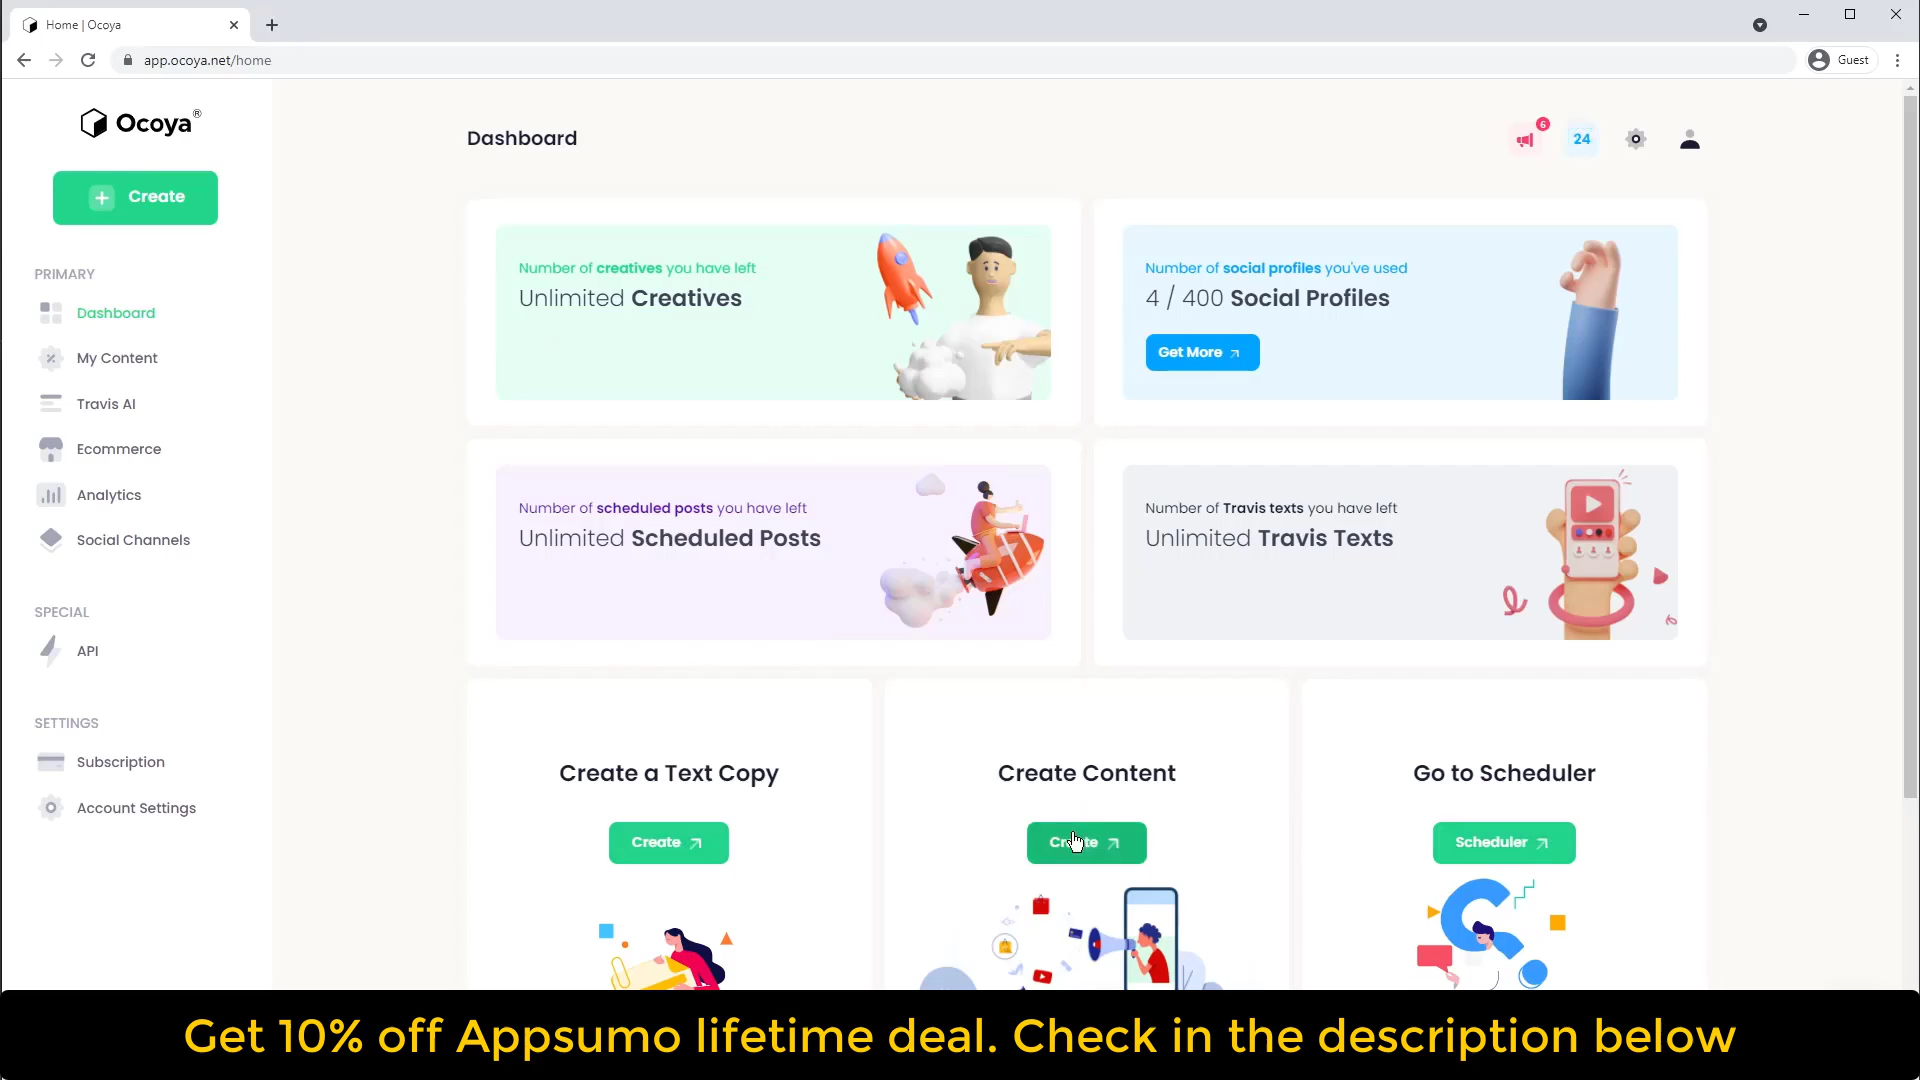 Home | Ocoya
app.ocoya.net/home
Guest
Ocoya®
Create
PRIMARY
Dashboard
My Content
Travis AI
Ecommerce
Analytics
Social Channels
SPECIAL
API
SETTINGS
Subscription
Account Settings
Dashboard
6
24
Number of creatives you have left
Unlimited Creatives
Number of social profiles you've used
4 / 400 Social Profiles
Get More
Number of scheduled posts you have left
Unlimited Scheduled Posts
Number of Travis texts you have left
Unlimited Travis Texts
Create a Text Copy
Create
Create Content
Create
Go to Scheduler
Scheduler
Get 10% off Appsumo lifetime deal. Check in the description below